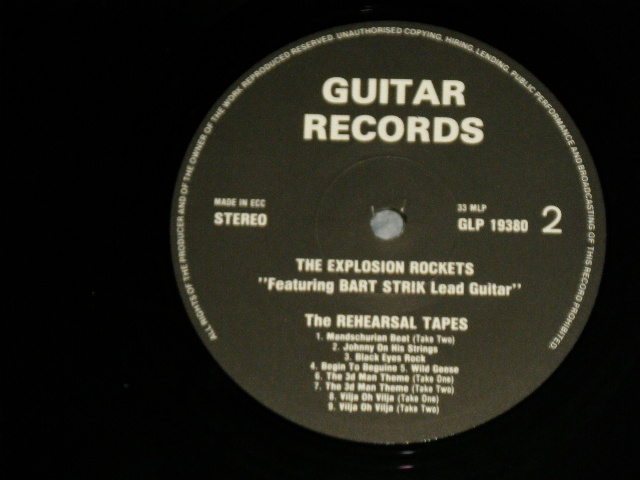 ALL RIGHTS OF THE PRODUCER AND OF THE OWNER OF THE WORK REPRODUCED RESERVED. UNAUTHORISED COPYING, HIRING, LENDING, PUBLIC PERFORMANCE AND BROADCASTING OF THIS RECORD PROHIBITED.
GUITAR
RECORDS
MADE IN ECC
STEREO
33 MLP
GLP 19380 2
THE EXPLOSION ROCKETS
"Featuring BART STRIK Lead Guitar"
The REHEARSAL TAPES
1. Mandschurian Beat (Take Two)
2. Johnny On His Strings
3. Black Eyes Rock
4. Begin To Beguine 5. Wild Geese
6. The 3d Man Theme (Take One)
7. The 3d Man Theme (Take Two)
8. Vilja Oh Vilja (Take One)
9. Vilja Oh Vilja (Take Two)